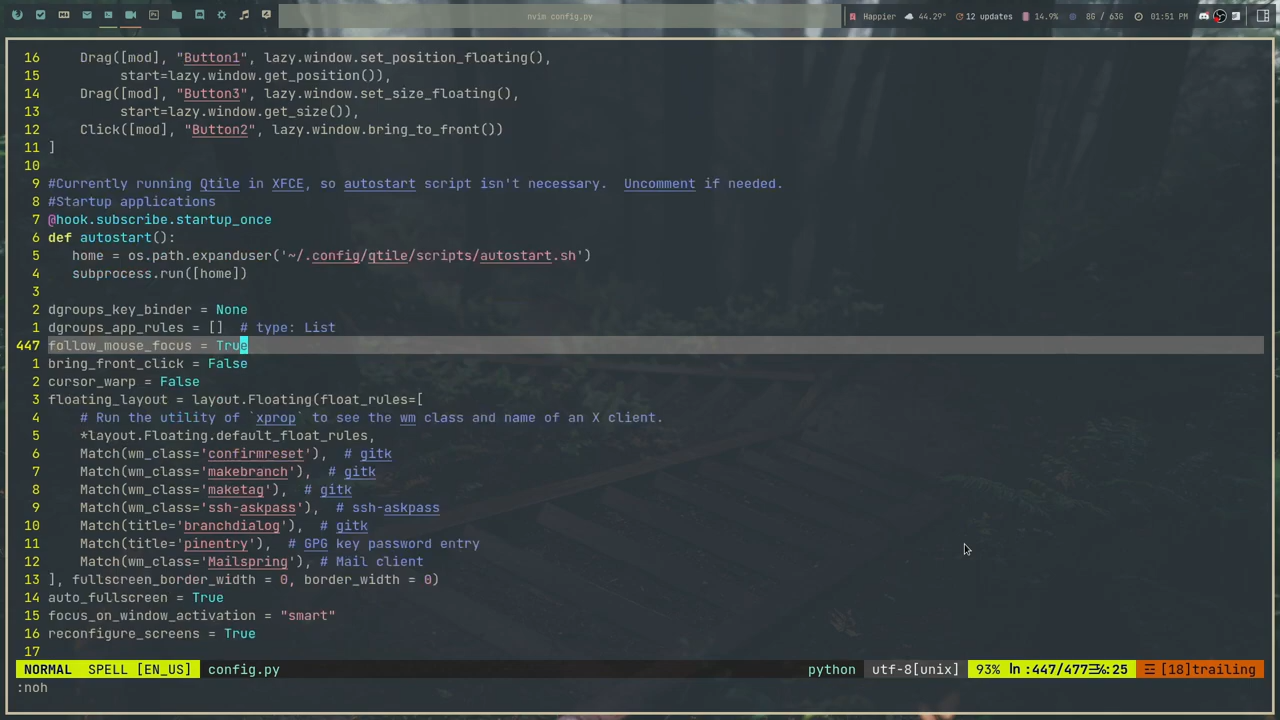 nvim config.py
Happier 44.29° 12 updates 14.9% 8G / 63G 01:51 PM
16 Drag([mod], "Button1", lazy.window.set_position_floating(),
15 start=lazy.window.get_position()),
14 Drag([mod], "Button3", lazy.window.set_size_floating(),
13 start=lazy.window.get_size()),
12 Click([mod], "Button2", lazy.window.bring_to_front())
11 ]
10
9 #Currently running Qtile in XFCE, so autostart script isn't necessary.  Uncomment if needed.
8 #Startup applications
7 @hook.subscribe.startup_once
6 def autostart():
5 home = os.path.expanduser('~/.config/qtile/scripts/autostart.sh')
4 subprocess.run([home])
3
2 dgroups_key_binder = None
1 dgroups_app_rules = []  # type: List
447 follow_mouse_focus = True
1 bring_front_click = False
2 cursor_warp = False
3 floating_layout = layout.Floating(float_rules=[
4 # Run the utility of `xprop` to see the wm class and name of an X client.
5 *layout.Floating.default_float_rules,
6 Match(wm_class='confirmreset'),  # gitk
7 Match(wm_class='makebranch'),  # gitk
8 Match(wm_class='maketag'),  # gitk
9 Match(wm_class='ssh-askpass'),  # ssh-askpass
10 Match(title='branchdialog'),  # gitk
11 Match(title='pinentry'),  # GPG key password entry
12 Match(wm_class='Mailspring'), # Mail client
13 ], fullscreen_border_width = 0, border_width = 0)
14 auto_fullscreen = True
15 focus_on_window_activation = "smart"
16 reconfigure_screens = True
17
NORMAL SPELL [EN_US] config.py python utf-8[unix] 93% ln :447/477☰%:25 ☲ [18]trailing
:noh